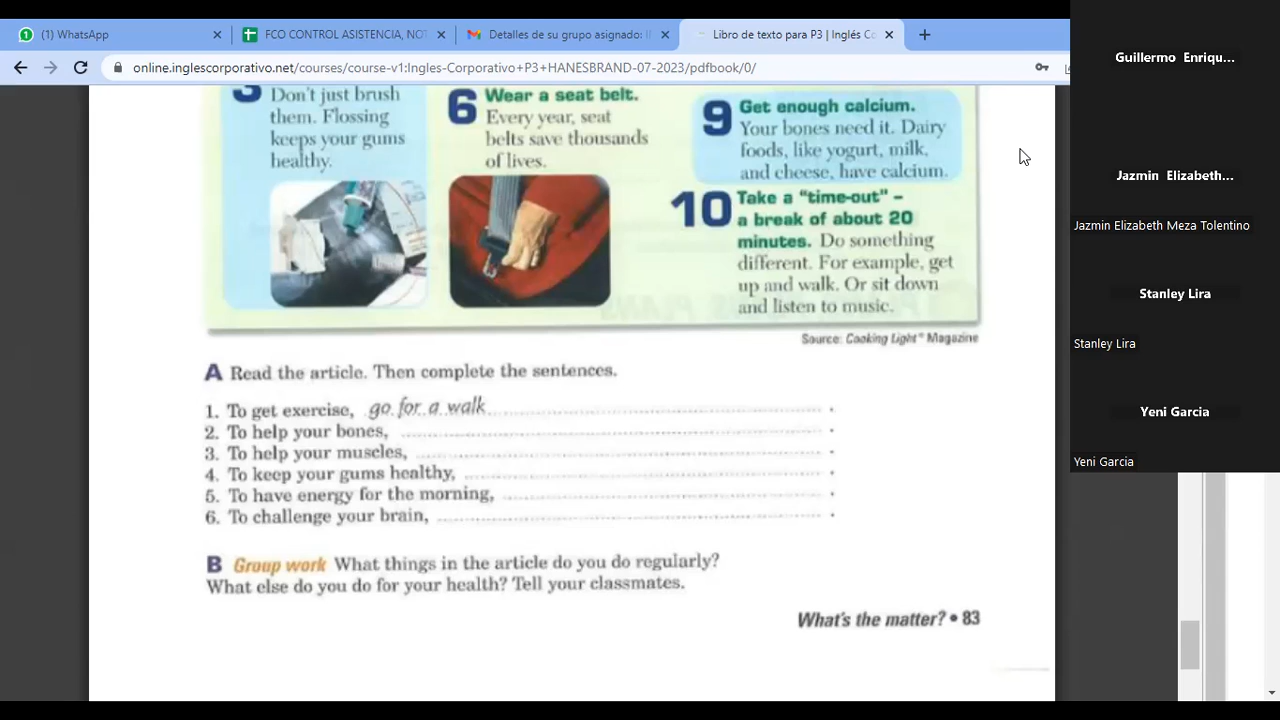 (1) WhatsApp
FCO CONTROL ASISTENCIA, NOT
Detalles de su grupo asignado: I
Libro de texto para P3 | Inglés Co
online.inglescorporativo.net/courses/course-v1:Ingles-Corporativo+P3+HANESBRAND-07-2023/pdfbook/0/
Don't just brush
them. Flossing
keeps your gums
healthy.
6 Wear a seat belt.
Every year, seat
belts save thousands
of lives.
9 Get enough calcium.
Your bones need it. Dairy
foods, like yogurt, milk,
and cheese, have calcium.
10 Take a “time-out” –
a break of about 20
minutes. Do something
different. For example, get
up and walk. Or sit down
and listen to music.
Source: Cooking Light® Magazine
A Read the article. Then complete the sentences.
1. To get exercise, go for a walk .
2. To help your bones, .
3. To help your muscles, .
4. To keep your gums healthy, .
5. To have energy for the morning, .
6. To challenge your brain, .
B Group work What things in the article do you do regularly?
What else do you do for your health? Tell your classmates.
What's the matter? • 83
Guillermo Enriqu...
Jazmin Elizabeth...
Jazmin Elizabeth Meza Tolentino
Stanley Lira
Stanley Lira
Yeni Garcia
Yeni Garcia